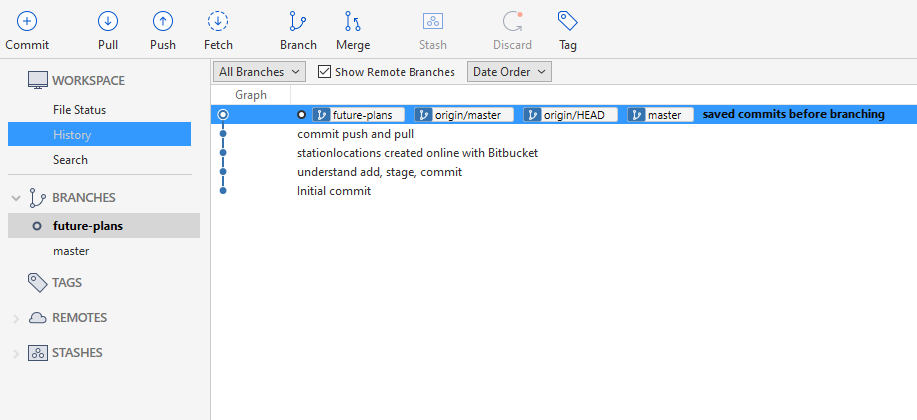 Commit Pull Push Fetch Branch Merge Stash Discard Tag
WORKSPACE
File Status
History
Search
BRANCHES
future-plans
master
TAGS
REMOTES
STASHES
All Branches Show Remote Branches Date Order
Graph
future-plans origin/master origin/HEAD master saved commits before branching
commit push and pull
stationlocations created online with Bitbucket
understand add, stage, commit
Initial commit